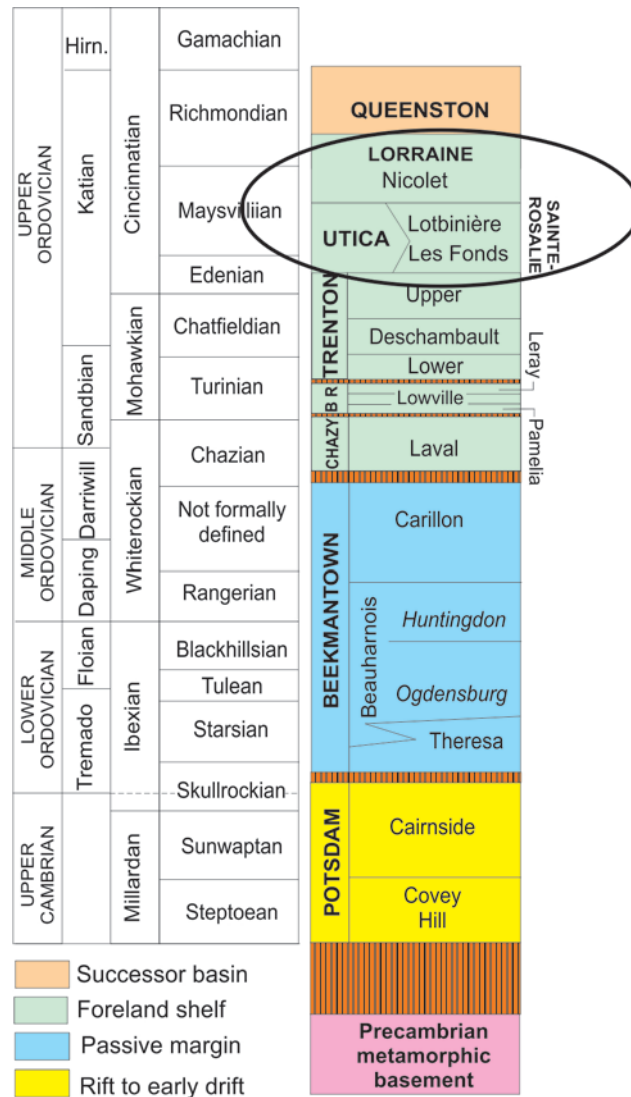 UPPER
ORDOVICIAN
MIDDLE
ORDOVICIAN
LOWER
ORDOVICIAN
UPPER
CAMBRIAN
Hirn.
Katian
Sandbian
Darriwill
Daping
Floian
Tremado
Cincinnatian
Mohawkian
Whiterockian
Ibexian
Millardan
Gamachian
Richmondian
Maysvilliian
Edenian
Chatfieldian
Turinian
Chazian
Not formally
defined
Rangerian
Blackhillsian
Tulean
Starsian
Skullrockian
Sunwaptan
Steptoean
QUEENSTON
LORRAINE
Nicolet
UTICA
Lotbinière
Les Fonds
SAINTE-
ROSALIE
TRENTON
Upper
Deschambault
Lower
B R
Leray
Lowville
Pamelia
CHAZY
Laval
BEEKMANTOWN
Carillon
Beauharnois
Huntingdon
Ogdensburg
Theresa
POTSDAM
Cairnside
Covey
Hill
Precambrian
metamorphic
basement
Successor basin
Foreland shelf
Passive margin
Rift to early drift